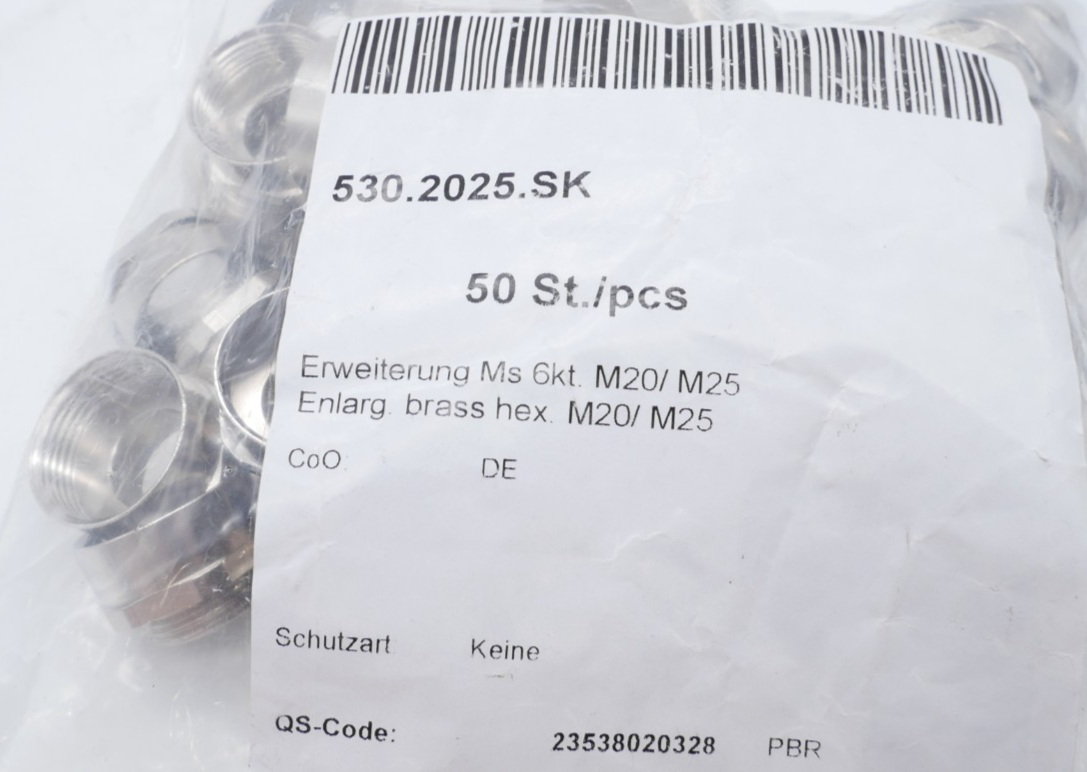 530.2025.SK
50 St./pcs
Erweiterung Ms 6kt. M20/ M25
Enlarg. brass hex. M20/ M25
CoO: DE
Schutzart Keine
QS-Code: 23538020328 PBR